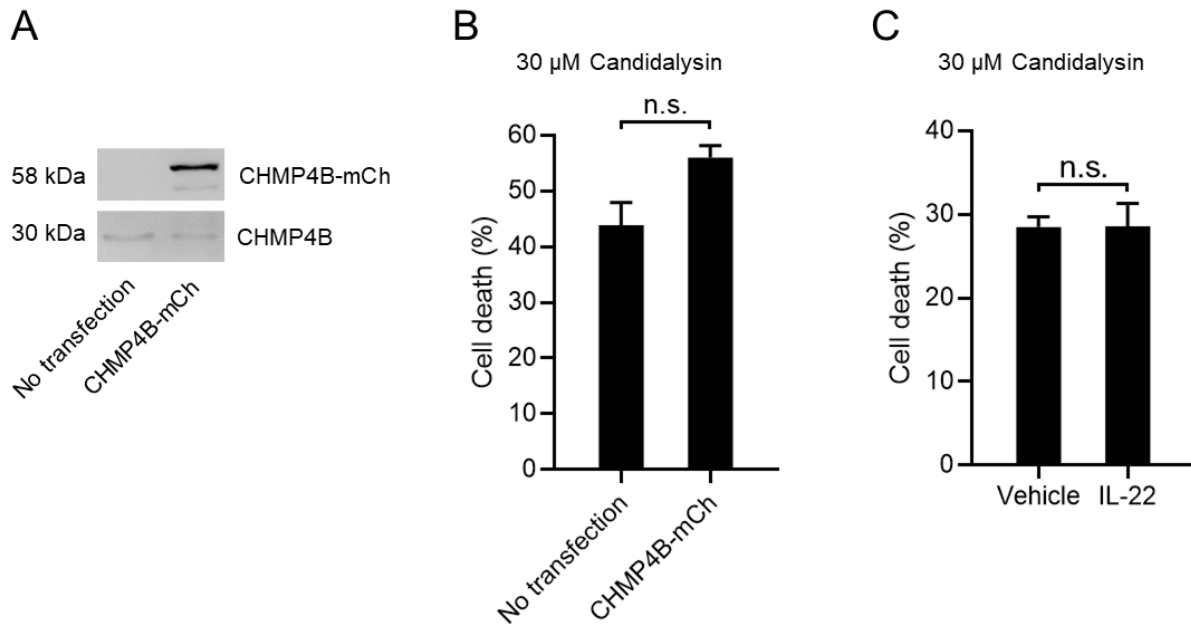 A
58 kDa
CHMP4B-mCh
30 kDa
CHMP4B
No transfection
CHMP4B-mCh
B
30 µM Candidalysin
n.s.
60
50
40
30
20
10
0
Cell death (%)
No transfection
CHMP4B-mCh
C
30 µM Candidalysin
n.s.
40
30
20
10
0
Cell death (%)
Vehicle IL-22